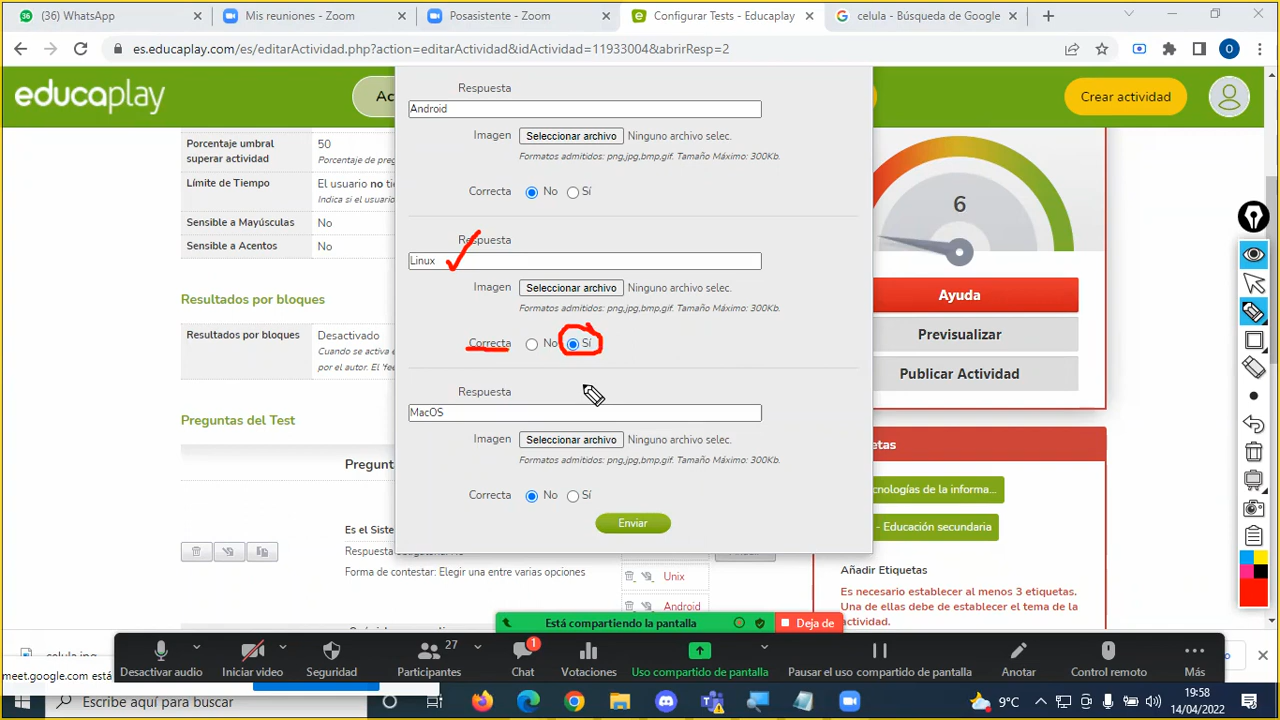 (36) WhatsApp
Mis reuniones - Zoom
Posasistente - Zoom
Configurar Tests - Educaplay
celula - Búsqueda de Google
es.educaplay.com/es/editarActividad.php?action=editarActividad&idActividad=11933004&abrirResp=2
O
educaplay
Ac
Crear actividad
Porcentaje umbral
superar actividad
50
Porcentaje de preg
Límite de Tiempo
El usuario no tie
Indica si el usuario
Sensible a Mayúsculas
No
Sensible a Acentos
No
Resultados por bloques
Resultados por bloques
Desactivado
Cuando se activa e
por el autor. El Yee
Preguntas del Test
Pregunt
Es el Siste
Forma de contestar: Elegir una entre varias opciones
Unix
Android
Respuesta
Android
Imagen
Seleccionar archivo
Ninguno archivo selec.
Formatos admitidos: png,jpg,bmp,gif. Tamaño Máximo: 300Kb.
Correcta
No
Sí
Respuesta
Linux
Imagen
Seleccionar archivo
Ninguno archivo selec.
Formatos admitidos: png,jpg,bmp,gif. Tamaño Máximo: 300Kb.
Correcta
No
Sí
Respuesta
MacOS
Imagen
Seleccionar archivo
Ninguno archivo selec.
Formatos admitidos: png,jpg,bmp,gif. Tamaño Máximo: 300Kb.
Correcta
No
Sí
Enviar
6
Ayuda
Previsualizar
Publicar Actividad
etas
cnologías de la informa...
- Educación secundaria
Añadir Etiquetas
Es necesario establecer al menos 3 etiquetas.
Una de ellas debe de establecer el tema de la
actividad.
Está compartiendo la pantalla
Deja de
celula.jpg
meet.google.com está
Desactivar audio
Iniciar video
Seguridad
27
Participantes
1
Chat
Votaciones
Uso compartido de pantalla
Pausar el uso compartido de pantalla
Anotar
Control remoto
Más
Escribe aquí para buscar
9°C
19:58
14/04/2022